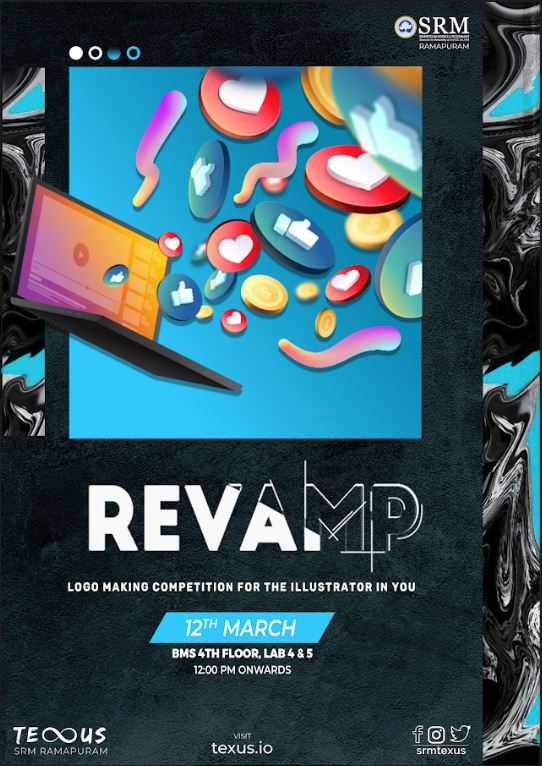 SRM
RAMAPURAM
REVAMP
LOGO MAKING COMPETITION FOR THE ILLUSTRATOR IN YOU
12TH MARCH
BMS 4TH FLOOR, LAB 4 & 5
12:00 PM ONWARDS
TEXUS
SRM RAMAPURAM
VISIT
texus.io
srmtexus